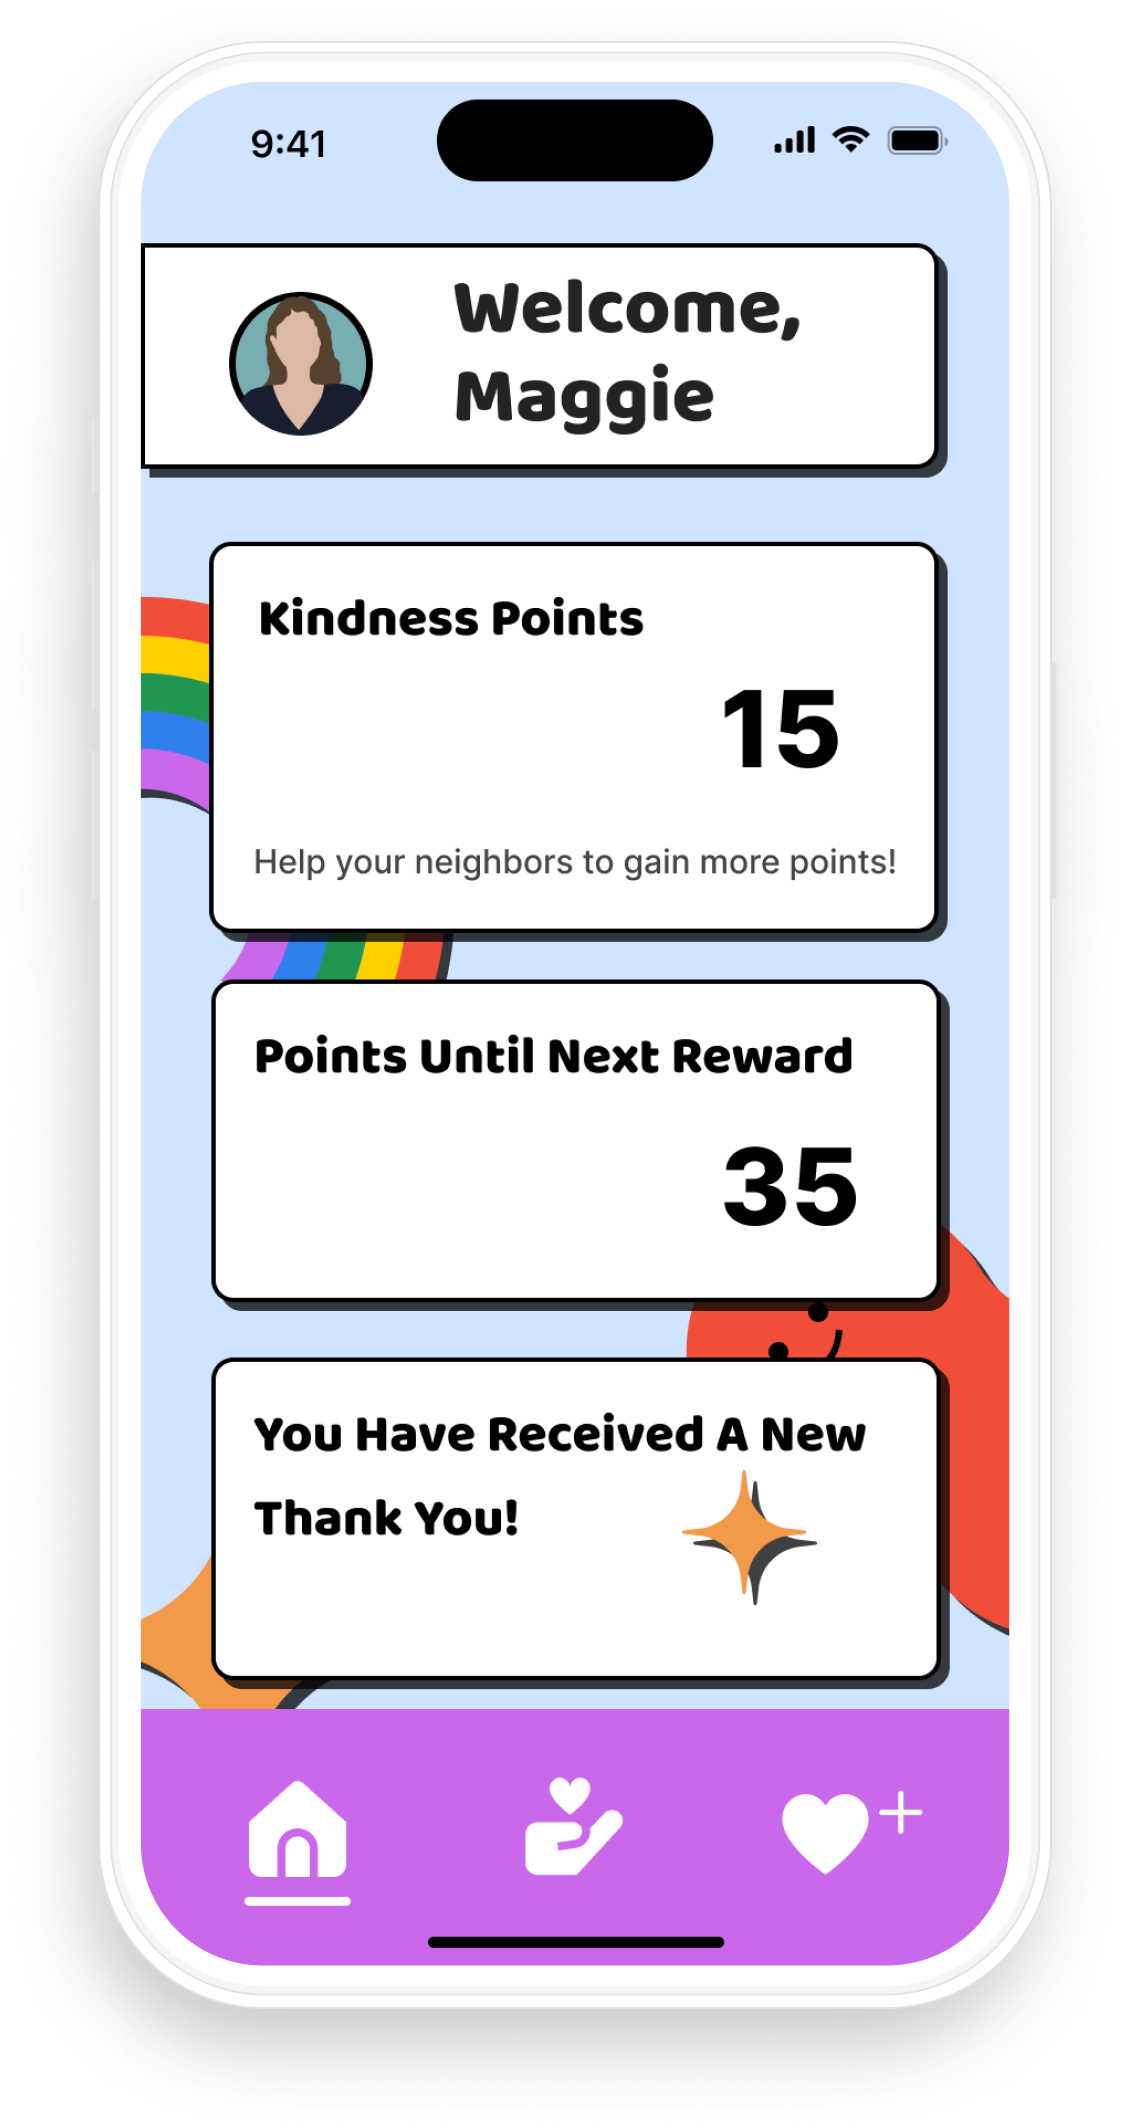 9:41
Welcome,
Maggie
Kindness Points
15
Help your neighbors to gain more points!
Points Until Next Reward
35
You Have Received A New
Thank You!